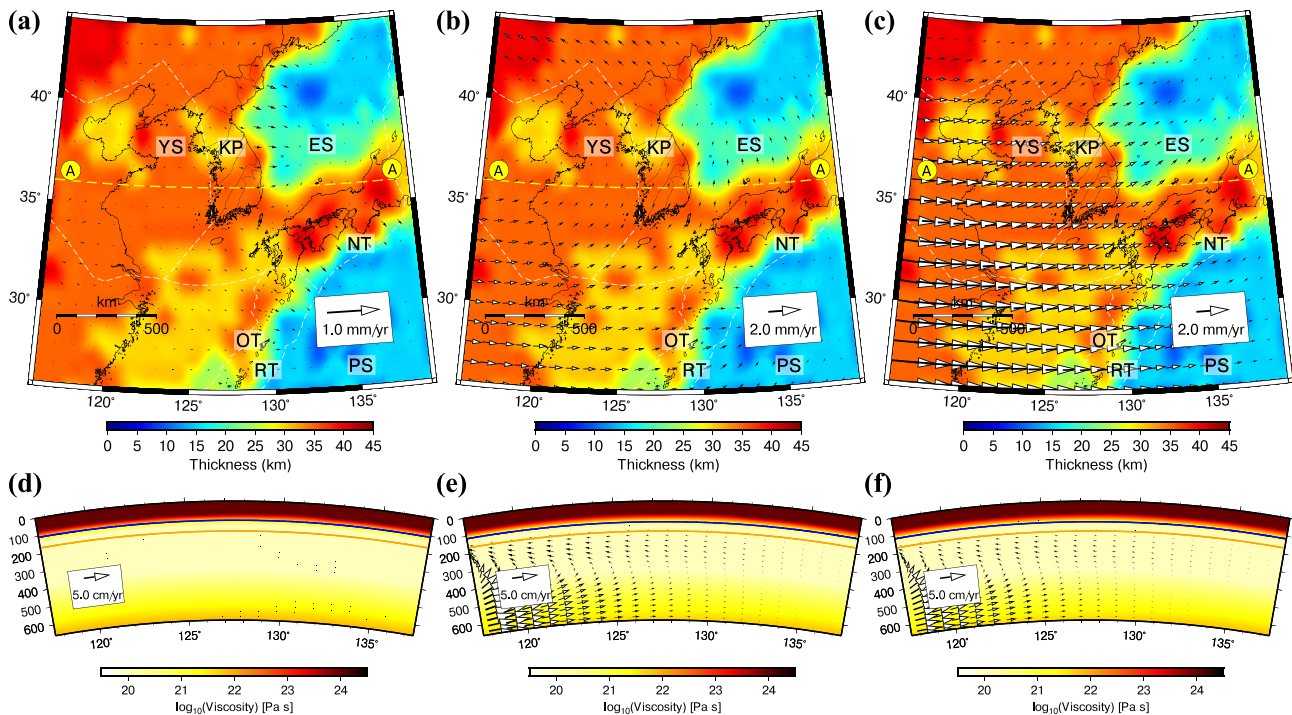 (a)
(b)
(c)
40°
35°
30°
YS
KP
ES
A
A
NT
OT
RT
PS
km
0 500
1.0 mm/yr
120° 125° 130° 135°
40°
35°
30°
YS
KP
ES
A
A
NT
OT
RT
PS
km
0 500
2.0 mm/yr
120° 125° 130° 135°
40°
35°
30°
YS
KP
ES
A
A
NT
OT
RT
PS
km
0 500
2.0 mm/yr
120° 125° 130° 135°
0 5 10 15 20 25 30 35 40 45
Thickness (km)
0 5 10 15 20 25 30 35 40 45
Thickness (km)
0 5 10 15 20 25 30 35 40 45
Thickness (km)
(d)
(e)
(f)
0
100
200
300
400
500
600
5.0 cm/yr
120° 125° 130° 135°
0
100
200
300
400
500
600
5.0 cm/yr
120° 125° 130° 135°
0
100
200
300
400
500
600
5.0 cm/yr
120° 125° 130° 135°
20 21 22 23 24
log₁₀(Viscosity) [Pa s]
20 21 22 23 24
log₁₀(Viscosity) [Pa s]
20 21 22 23 24
log₁₀(Viscosity) [Pa s]